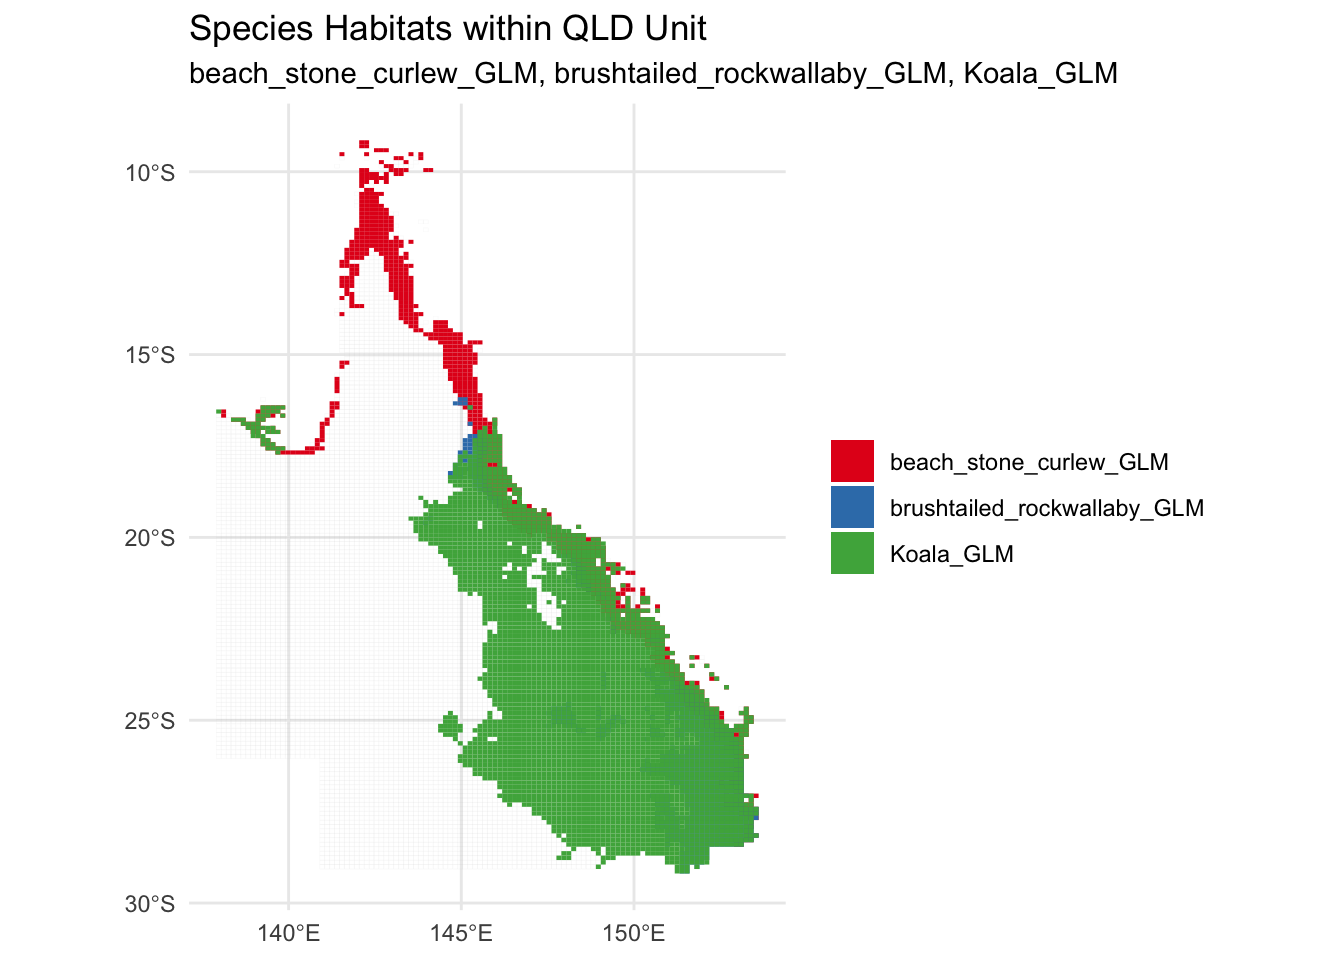 Species Habitats within QLD Unit
beach_stone_curlew_GLM, brushtailed_rockwallaby_GLM, Koala_GLM
10°S
15°S
20°S
25°S
30°S
140°E
145°E
150°E
beach_stone_curlew_GLM
brushtailed_rockwallaby_GLM
Koala_GLM